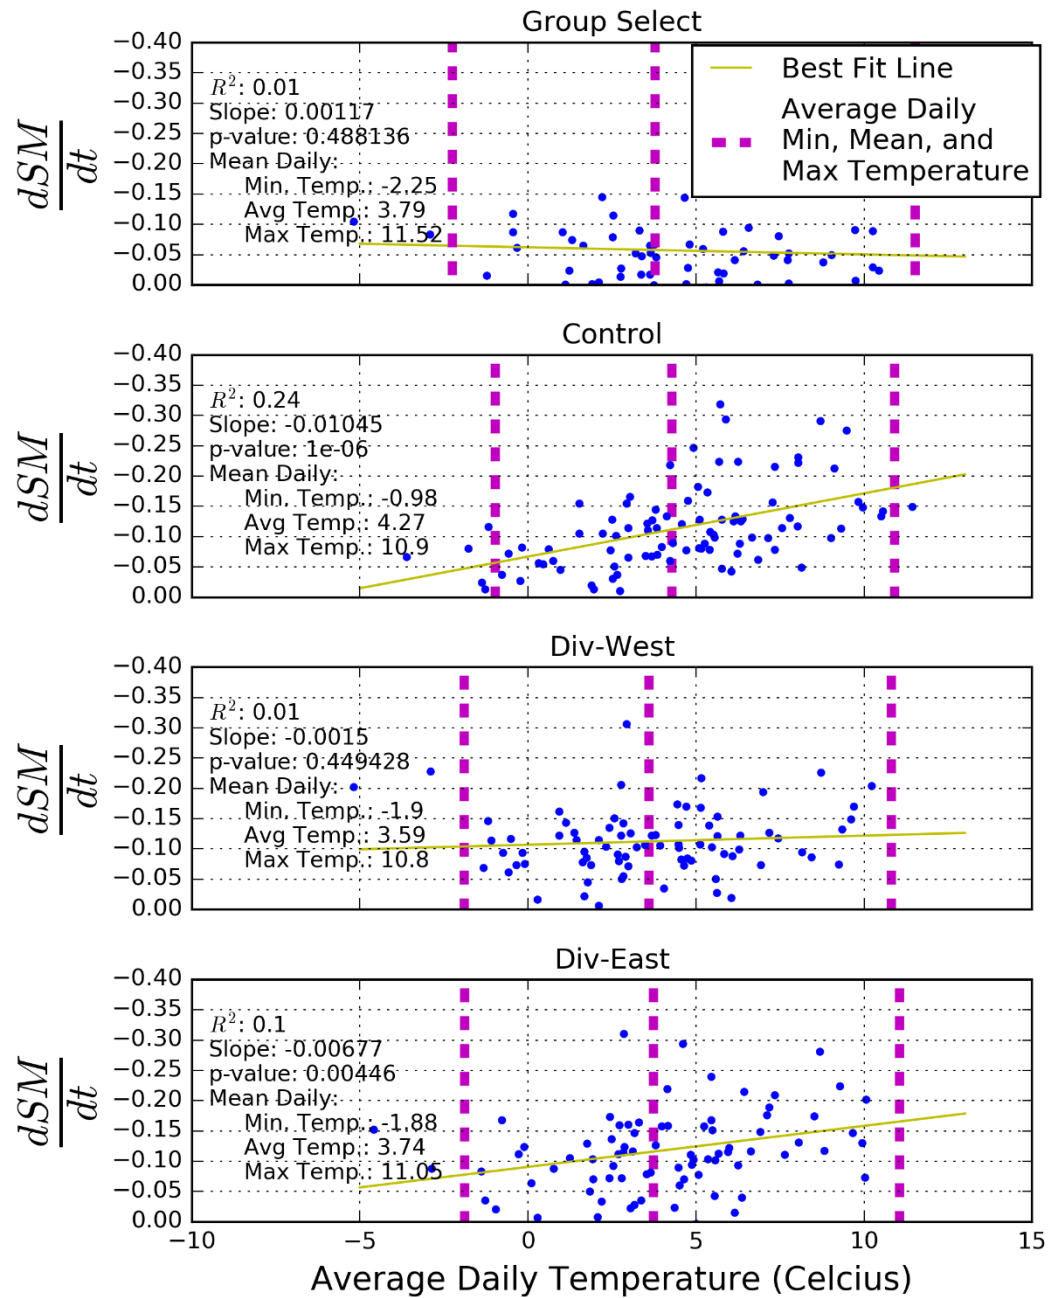 Group Select
−0.40
−0.35
−0.30
−0.25
−0.20
−0.15
−0.10
−0.05
0.00
dSM
dt
R²: 0.01
Slope: 0.00117
p-value: 0.488136
Mean Daily:
Min. Temp.: -2.25
Avg Temp.: 3.79
Max Temp.: 11.52
Best Fit Line
Average Daily
Min, Mean, and
Max Temperature
Control
−0.40
−0.35
−0.30
−0.25
−0.20
−0.15
−0.10
−0.05
0.00
dSM
dt
R²: 0.24
Slope: -0.01045
p-value: 1e-06
Mean Daily:
Min. Temp.: -0.98
Avg Temp.: 4.27
Max Temp.: 10.9
Div-West
−0.40
−0.35
−0.30
−0.25
−0.20
−0.15
−0.10
−0.05
0.00
dSM
dt
R²: 0.01
Slope: -0.0015
p-value: 0.449428
Mean Daily:
Min. Temp.: -1.9
Avg Temp.: 3.59
Max Temp.: 10.8
Div-East
−0.40
−0.35
−0.30
−0.25
−0.20
−0.15
−0.10
−0.05
0.00
dSM
dt
R²: 0.1
Slope: -0.00677
p-value: 0.00446
Mean Daily:
Min. Temp.: -1.88
Avg Temp.: 3.74
Max Temp.: 11.05
−10 −5 0 5 10 15
Average Daily Temperature (Celcius)